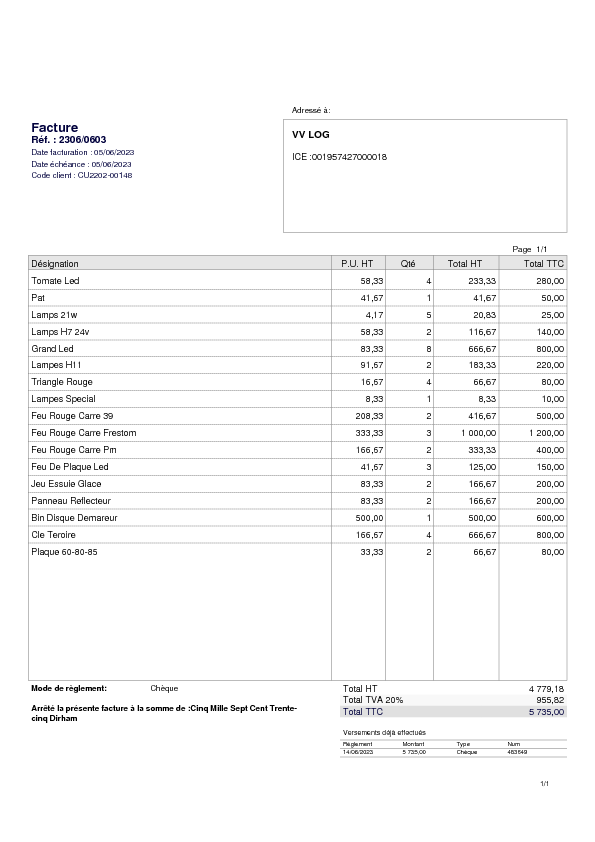 Adressé à:
Facture
Réf. : 2306/0603
Date facturation : 05/06/2023
Date échéance : 05/06/2023
Code client : CU2202-00148
VV LOG
ICE :001957427000018
Page 1/1
Désignation P.U. HT Qté Total HT Total TTC
Tomate Led 58,33 4 233,33 280,00
Pat 41,67 1 41,67 50,00
Lamps 21w 4,17 5 20,83 25,00
Lamps H7 24v 58,33 2 116,67 140,00
Grand Led 83,33 8 666,67 800,00
Lampes H11 91,67 2 183,33 220,00
Triangle Rouge 16,67 4 66,67 80,00
Lampes Special 8,33 1 8,33 10,00
Feu Rouge Carre 39 208,33 2 416,67 500,00
Feu Rouge Carre Frestom 333,33 3 1 000,00 1 200,00
Feu Rouge Carre Pm 166,67 2 333,33 400,00
Feu De Plaque Led 41,67 3 125,00 150,00
Jeu Essuie Glace 83,33 2 166,67 200,00
Panneau Reflecteur 83,33 2 166,67 200,00
Bin Disque Demareur 500,00 1 500,00 600,00
Cle Teroire 166,67 4 666,67 800,00
Plaque 60-80-85 33,33 2 66,67 80,00
Mode de règlement: Chèque
Total HT 4 779,18
Total TVA 20% 955,82
Total TTC 5 735,00
Arrêté la présente facture à la somme de :Cinq Mille Sept Cent Trente-
cinq Dirham
Versements déjà effectués
Règlement Montant Type Num
14/06/2023 5 735,00 Chèque 483649
1/1